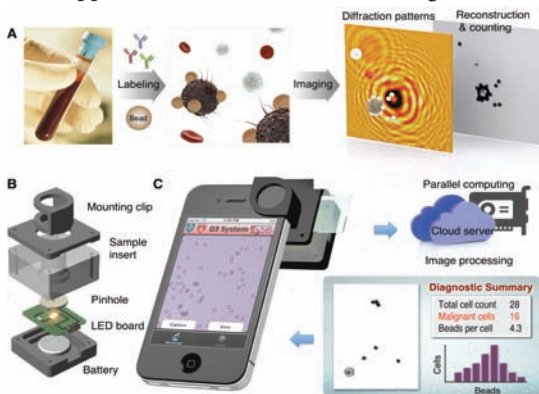 A
Labeling
Bead
Imaging
Diffraction patterns
Reconstruction
& counting
B
Mounting clip
Sample
insert
Pinhole
LED board
Battery
C
D3 System
Parallel computing
Cloud server
Image processing
Diagnostic Summary
Total cell count 28
Malignant cells 16
Beads per cell 4.3
Cells
Beads